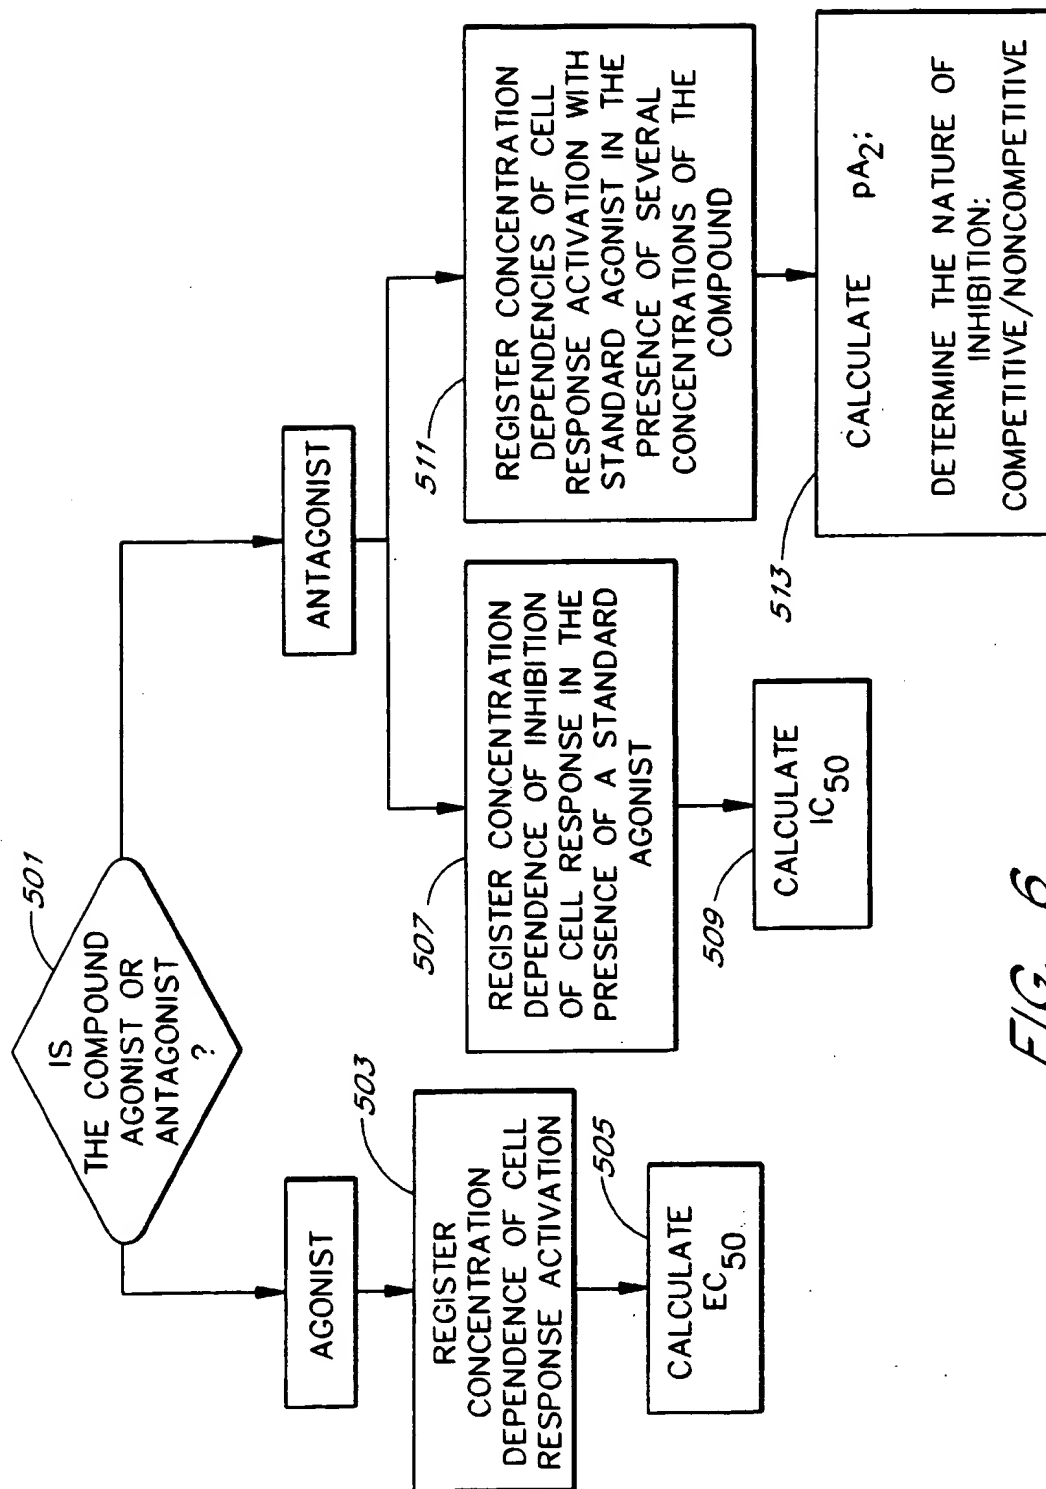 IS
THE COMPOUND
AGONIST OR
ANTAGONIST
?
501
AGONIST
REGISTER
CONCENTRATION
DEPENDENCE OF CELL
RESPONSE ACTIVATION
503
CALCULATE
EC50
505
ANTAGONIST
REGISTER CONCENTRATION
DEPENDENCE OF INHIBITION
OF CELL RESPONSE IN THE
PRESENCE OF A STANDARD
AGONIST
507
CALCULATE
IC50
509
REGISTER CONCENTRATION
DEPENDENCIES OF CELL
RESPONSE ACTIVATION WITH
STANDARD AGONIST IN THE
PRESENCE OF SEVERAL
CONCENTRATIONS OF THE
COMPOUND
511
CALCULATE pA2;
DETERMINE THE NATURE OF
INHIBITION:
COMPETITIVE/NONCOMPETITIVE
513
FIG. 6